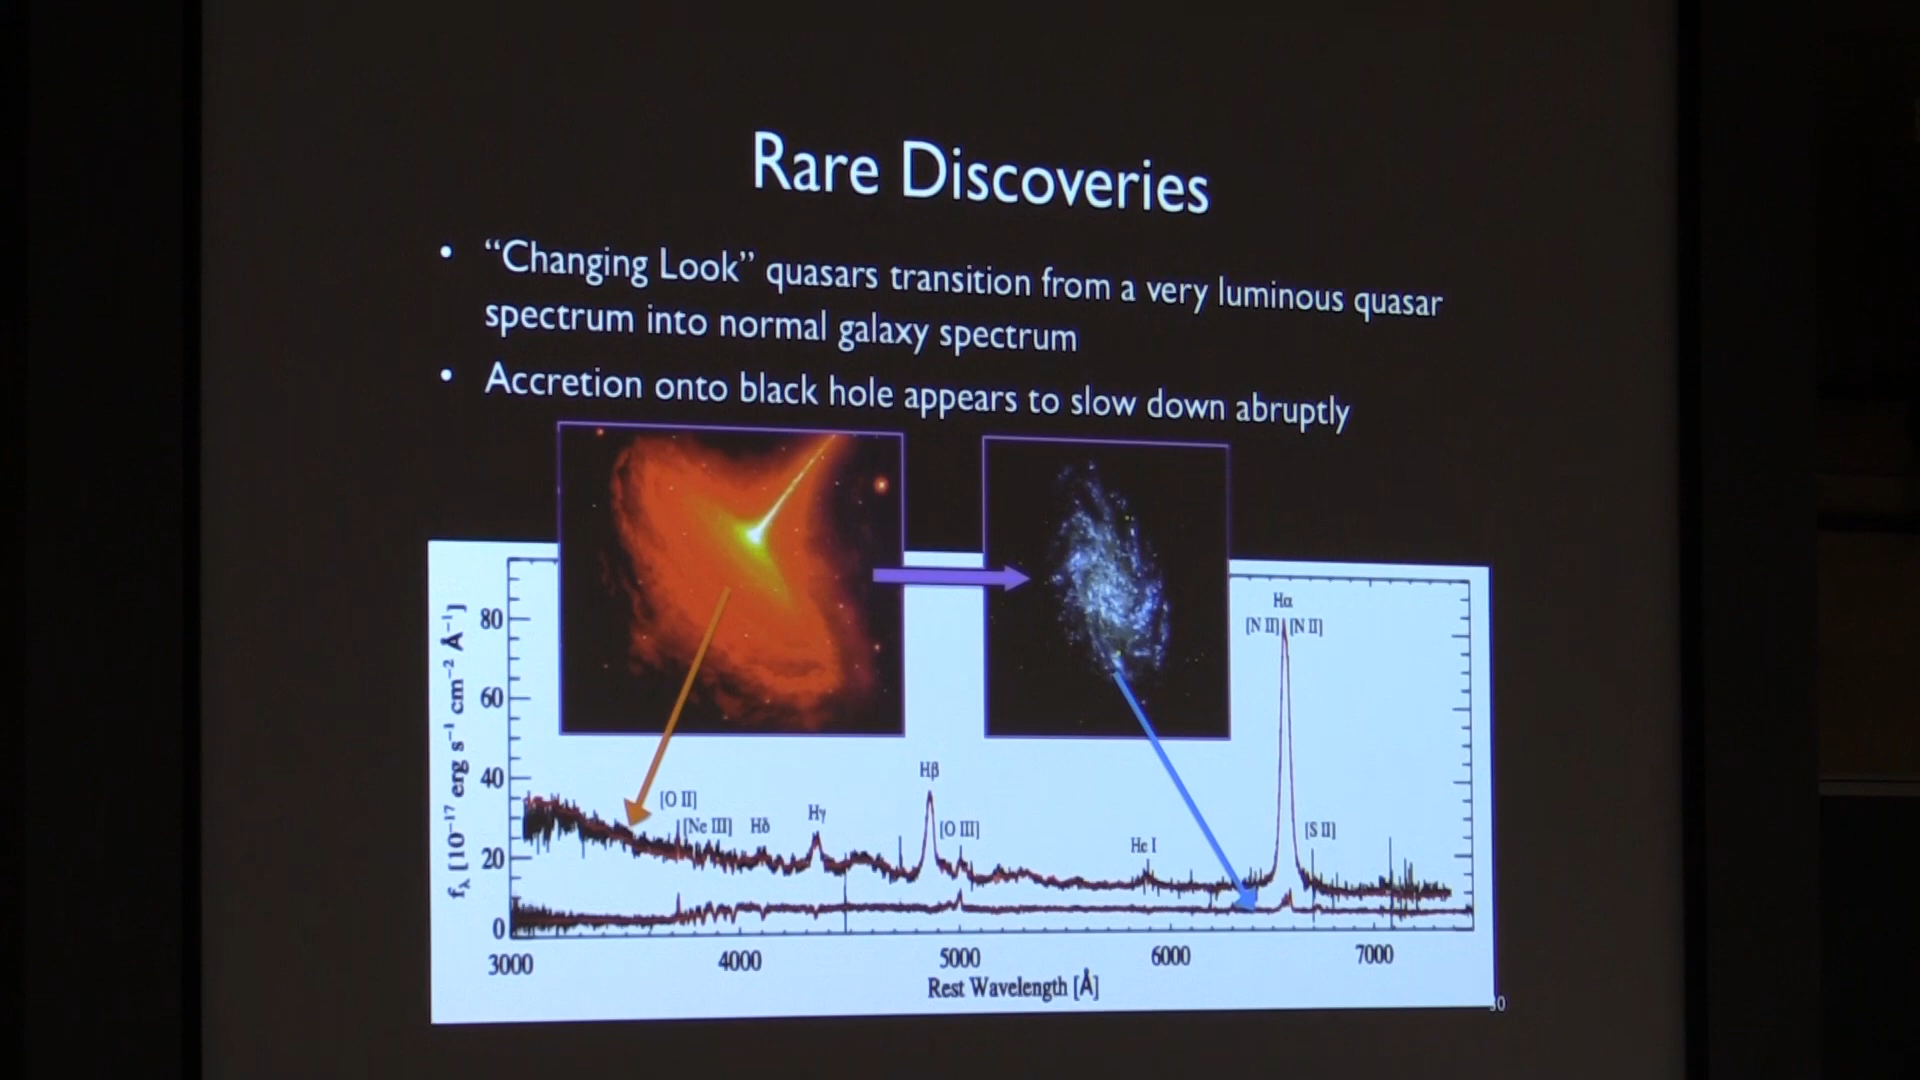 Rare Discoveries
• “Changing Look” quasars transition from a very luminous quasar
spectrum into normal galaxy spectrum
• Accretion onto black hole appears to slow down abruptly
fλ [10⁻¹⁷ erg s⁻¹ cm⁻² Å⁻¹]
80
60
40
20
0
Hα
[N II] [N II]
Hβ
[O II]
[Ne III] Hδ
Hγ
[O III]
He I
[S II]
3000 4000 5000 6000 7000
Rest Wavelength [Å]